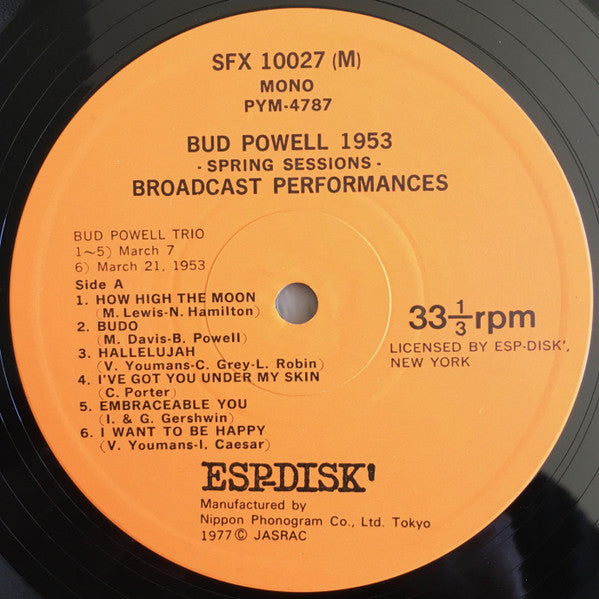 SFX 10027 (M)
MONO
PYM-4787
BUD POWELL 1953
- SPRING SESSIONS -
BROADCAST PERFORMANCES
BUD POWELL TRIO
1~5) March 7
6) March 21, 1953
Side A
1. HOW HIGH THE MOON
(M. Lewis-N. Hamilton)
2. BUDO
(M. Davis-B. Powell)
3. HALLELUJAH
(V. Youmans-C. Grey-L. Robin)
4. I'VE GOT YOU UNDER MY SKIN
(C. Porter)
5. EMBRACEABLE YOU
(I. & G. Gershwin)
6. I WANT TO BE HAPPY
(V. Youmans-I. Caesar)
33 1/3 rpm
LICENSED BY ESP-DISK',
NEW YORK
ESP-DISK'
Manufactured by
Nippon Phonogram Co., Ltd. Tokyo
1977 © JASRAC